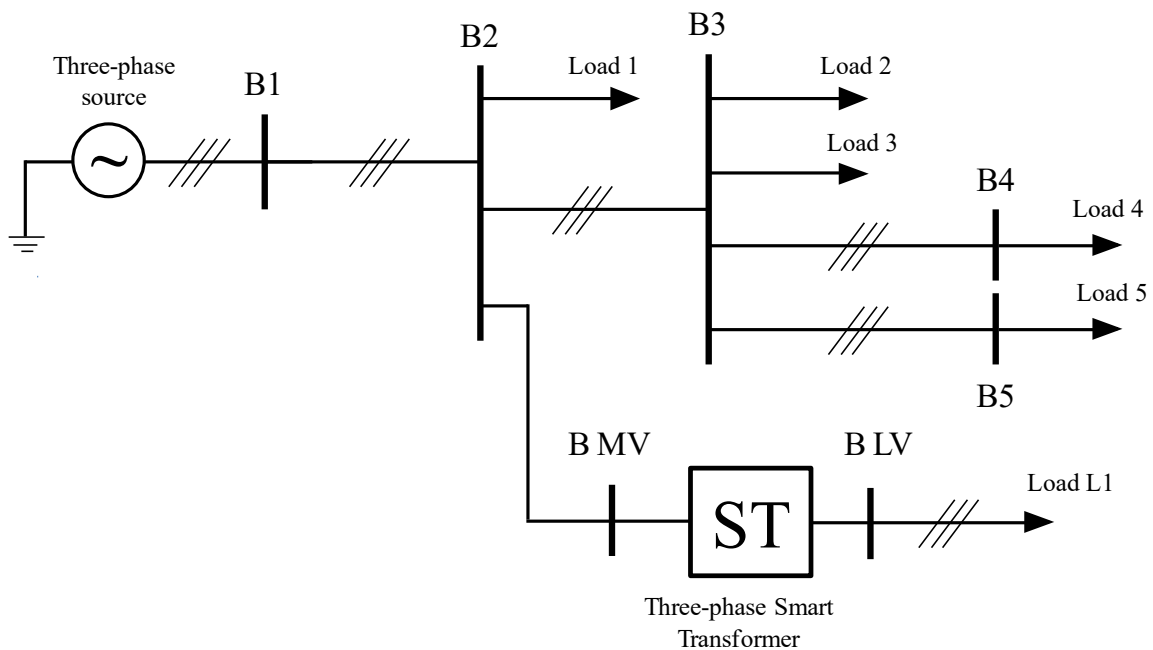 Three-phase
source
B1
B2
Load 1
B3
Load 2
Load 3
B4
Load 4
Load 5
B5
B MV
ST
B LV
Load L1
Three-phase Smart
Transformer
~